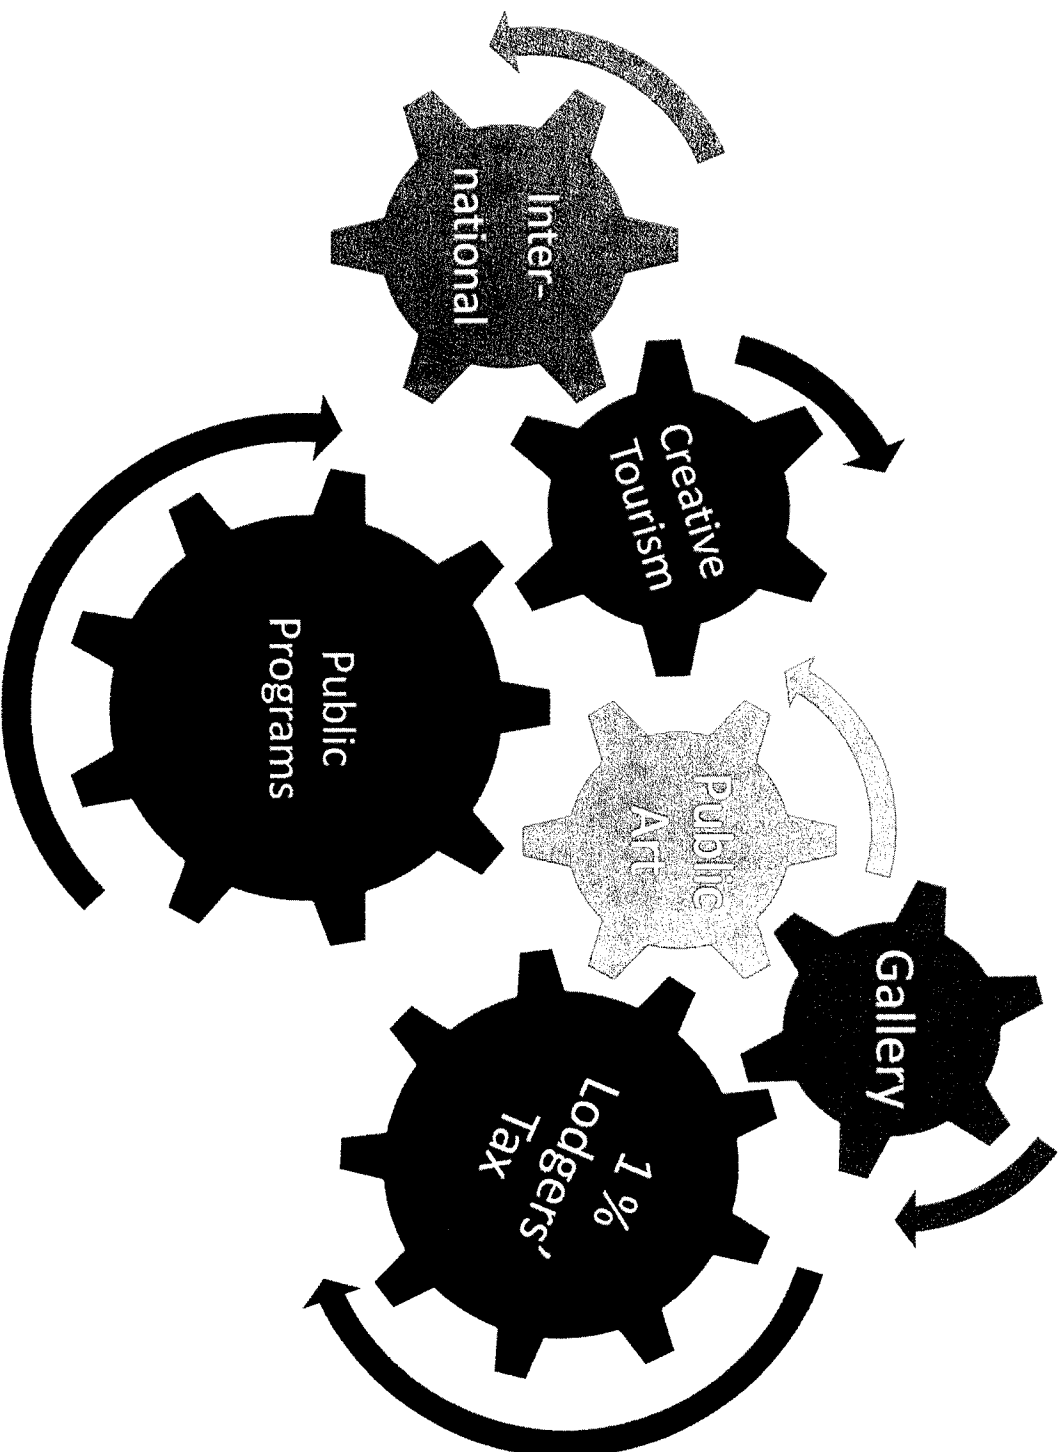 Gallery
Creative
Tourism
Public
Art
Inter-
national
1 %
Lodgers'
Tax
Public
Programs